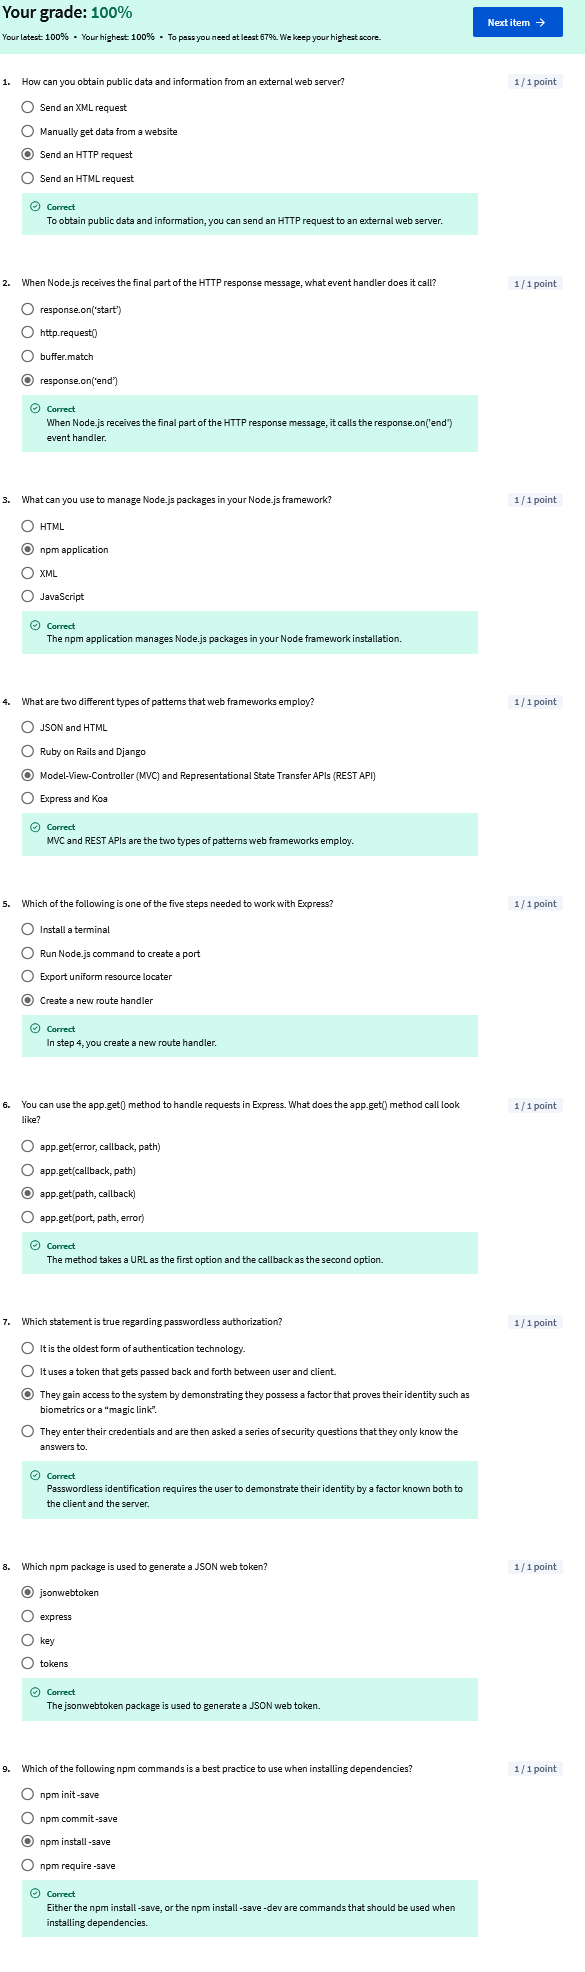 Your grade: 100%
Next item →
Your latest: 100% • Your highest: 100% • To pass you need at least 67%. We keep your highest score.
1. How can you obtain public data and information from an external web server? 1 / 1 point
Send an XML request
Manually get data from a website
Send an HTTP request
Send an HTML request
Correct
To obtain public data and information, you can send an HTTP request to an external web server.
2. When Node.js receives the final part of the HTTP response message, what event handler does it call? 1 / 1 point
response.on(‘start’)
http.request()
buffer.match
response.on(‘end’)
Correct
When Node.js receives the final part of the HTTP response message, it calls the response.on('end')
event handler.
3. What can you use to manage Node.js packages in your Node.js framework? 1 / 1 point
HTML
npm application
XML
JavaScript
Correct
The npm application manages Node.js packages in your Node framework installation.
4. What are two different types of patterns that web frameworks employ? 1 / 1 point
JSON and HTML
Ruby on Rails and Django
Model-View-Controller (MVC) and Representational State Transfer APIs (REST API)
Express and Koa
Correct
MVC and REST APIs are the two types of patterns web frameworks employ.
5. Which of the following is one of the five steps needed to work with Express? 1 / 1 point
Install a terminal
Run Node.js command to create a port
Export uniform resource locater
Create a new route handler
Correct
In step 4, you create a new route handler.
6. You can use the app.get() method to handle requests in Express. What does the app.get() method call look 1 / 1 point
like?
app.get(error, callback, path)
app.get(callback, path)
app.get(path, callback)
app.get(port, path, error)
Correct
The method takes a URL as the first option and the callback as the second option.
7. Which statement is true regarding passwordless authorization? 1 / 1 point
It is the oldest form of authentication technology.
It uses a token that gets passed back and forth between user and client.
They gain access to the system by demonstrating they possess a factor that proves their identity such as
biometrics or a “magic link”.
They enter their credentials and are then asked a series of security questions that they only know the
answers to.
Correct
Passwordless identification requires the user to demonstrate their identity by a factor known both to
the client and the server.
8. Which npm package is used to generate a JSON web token? 1 / 1 point
jsonwebtoken
express
key
tokens
Correct
The jsonwebtoken package is used to generate a JSON web token.
9. Which of the following npm commands is a best practice to use when installing dependencies? 1 / 1 point
npm init -save
npm commit -save
npm install -save
npm require -save
Correct
Either the npm install -save, or the npm install -save -dev are commands that should be used when
installing dependencies.